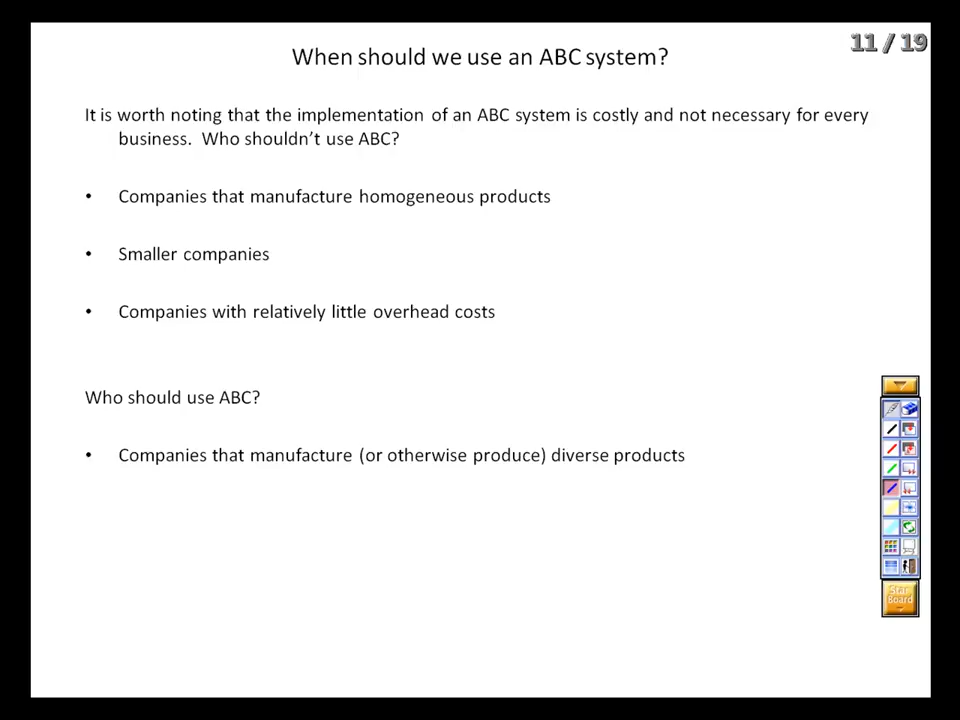 11 / 19
When should we use an ABC system?
It is worth noting that the implementation of an ABC system is costly and not necessary for every
business.  Who shouldn't use ABC?
• Companies that manufacture homogeneous products
• Smaller companies
• Companies with relatively little overhead costs
Who should use ABC?
• Companies that manufacture (or otherwise produce) diverse products
Star
Board